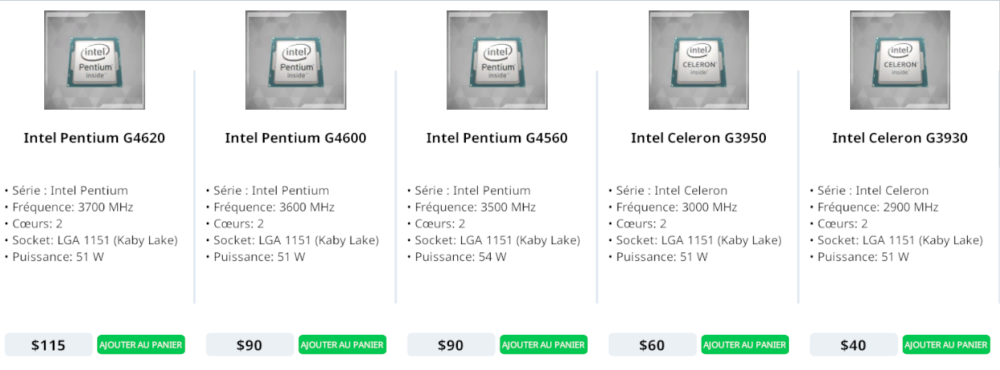 intel Pentium inside™
intel Pentium inside™
intel Pentium inside™
intel CELERON® inside™
intel CELERON® inside™
Intel Pentium G4620
Intel Pentium G4600
Intel Pentium G4560
Intel Celeron G3950
Intel Celeron G3930
• Série : Intel Pentium
• Fréquence: 3700 MHz
• Cœurs: 2
• Socket: LGA 1151 (Kaby Lake)
• Puissance: 51 W
• Série : Intel Pentium
• Fréquence: 3600 MHz
• Cœurs: 2
• Socket: LGA 1151 (Kaby Lake)
• Puissance: 51 W
• Série : Intel Pentium
• Fréquence: 3500 MHz
• Cœurs: 2
• Socket: LGA 1151 (Kaby Lake)
• Puissance: 54 W
• Série : Intel Celeron
• Fréquence: 3000 MHz
• Cœurs: 2
• Socket: LGA 1151 (Kaby Lake)
• Puissance: 51 W
• Série : Intel Celeron
• Fréquence: 2900 MHz
• Cœurs: 2
• Socket: LGA 1151 (Kaby Lake)
• Puissance: 51 W
$115 AJOUTER AU PANIER
$90 AJOUTER AU PANIER
$90 AJOUTER AU PANIER
$60 AJOUTER AU PANIER
$40 AJOUTER AU PANIER